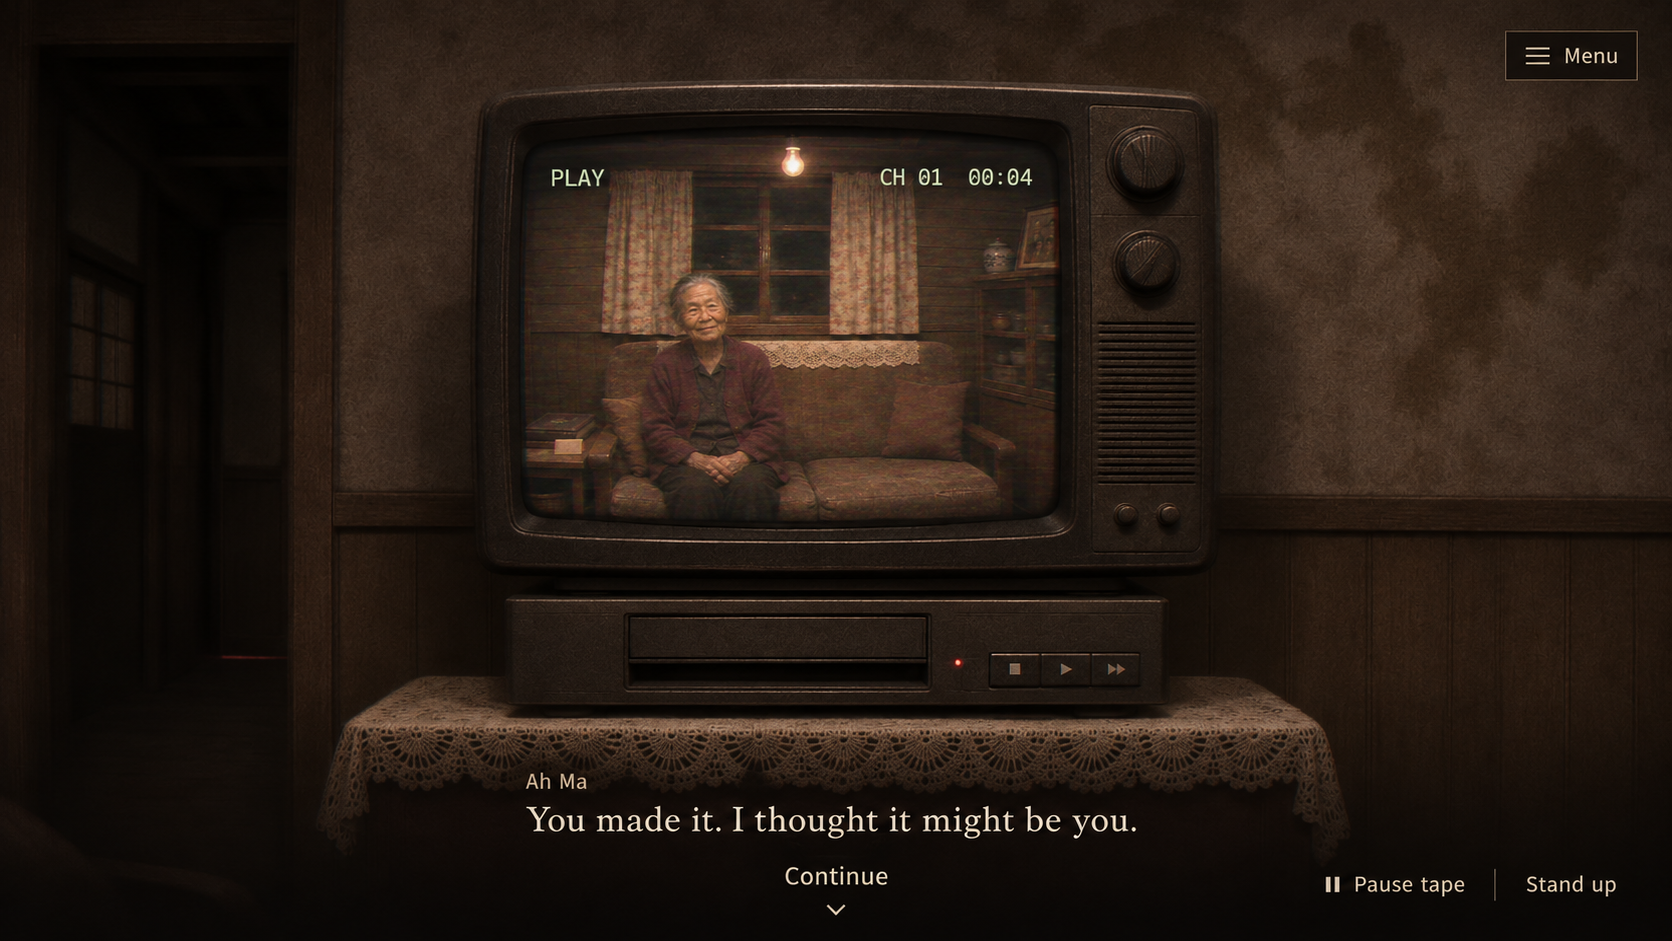 Menu
PLAY
CH 01 00:04
Ah Ma
You made it. I thought it might be you.
Continue
Pause tape
Stand up